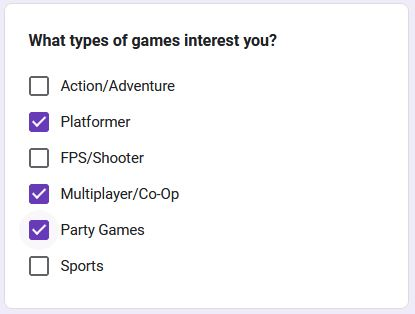 What types of games interest you?
Action/Adventure
Platformer
FPS/Shooter
Multiplayer/Co-Op
Party Games
Sports